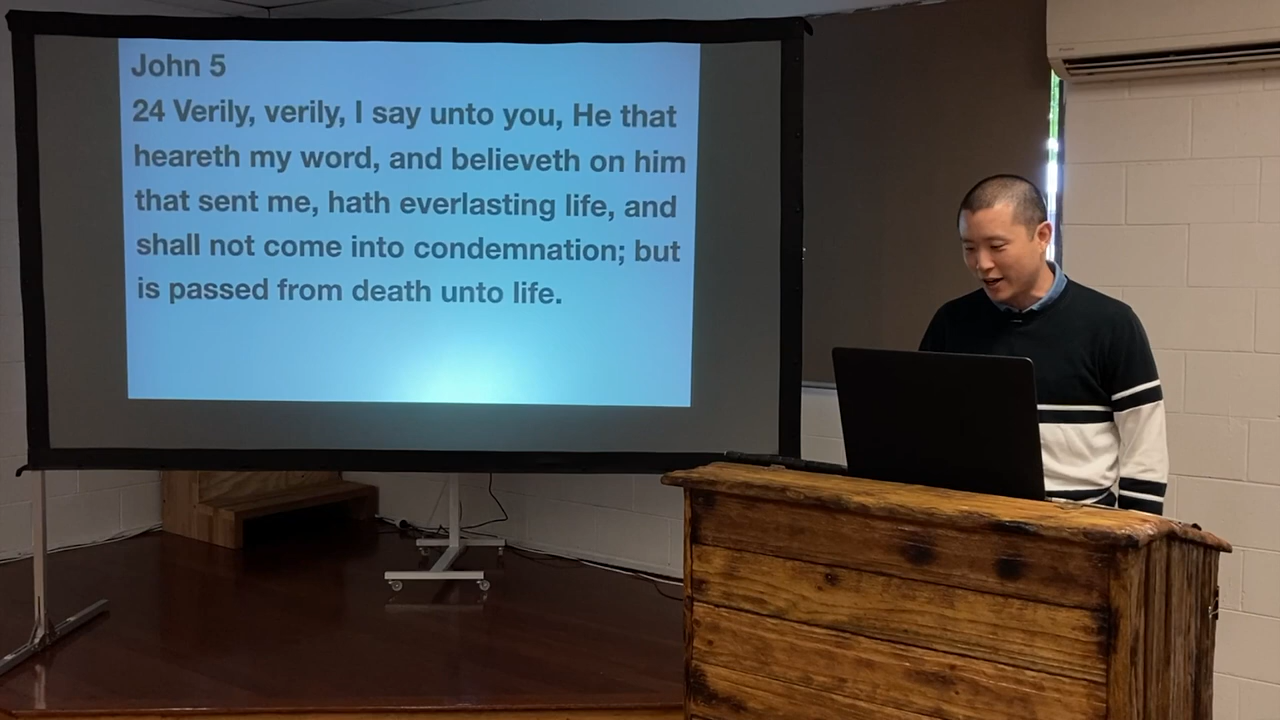 John 5
24 Verily, verily, I say unto you, He that
heareth my word, and believeth on him
that sent me, hath everlasting life, and
shall not come into condemnation; but
is passed from death unto life.